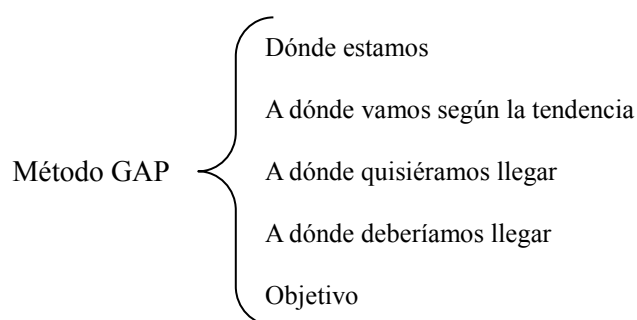 Dónde estamos
A dónde vamos según la tendencia
Método GAP
A dónde quisiéramos llegar
A dónde deberíamos llegar
Objetivo